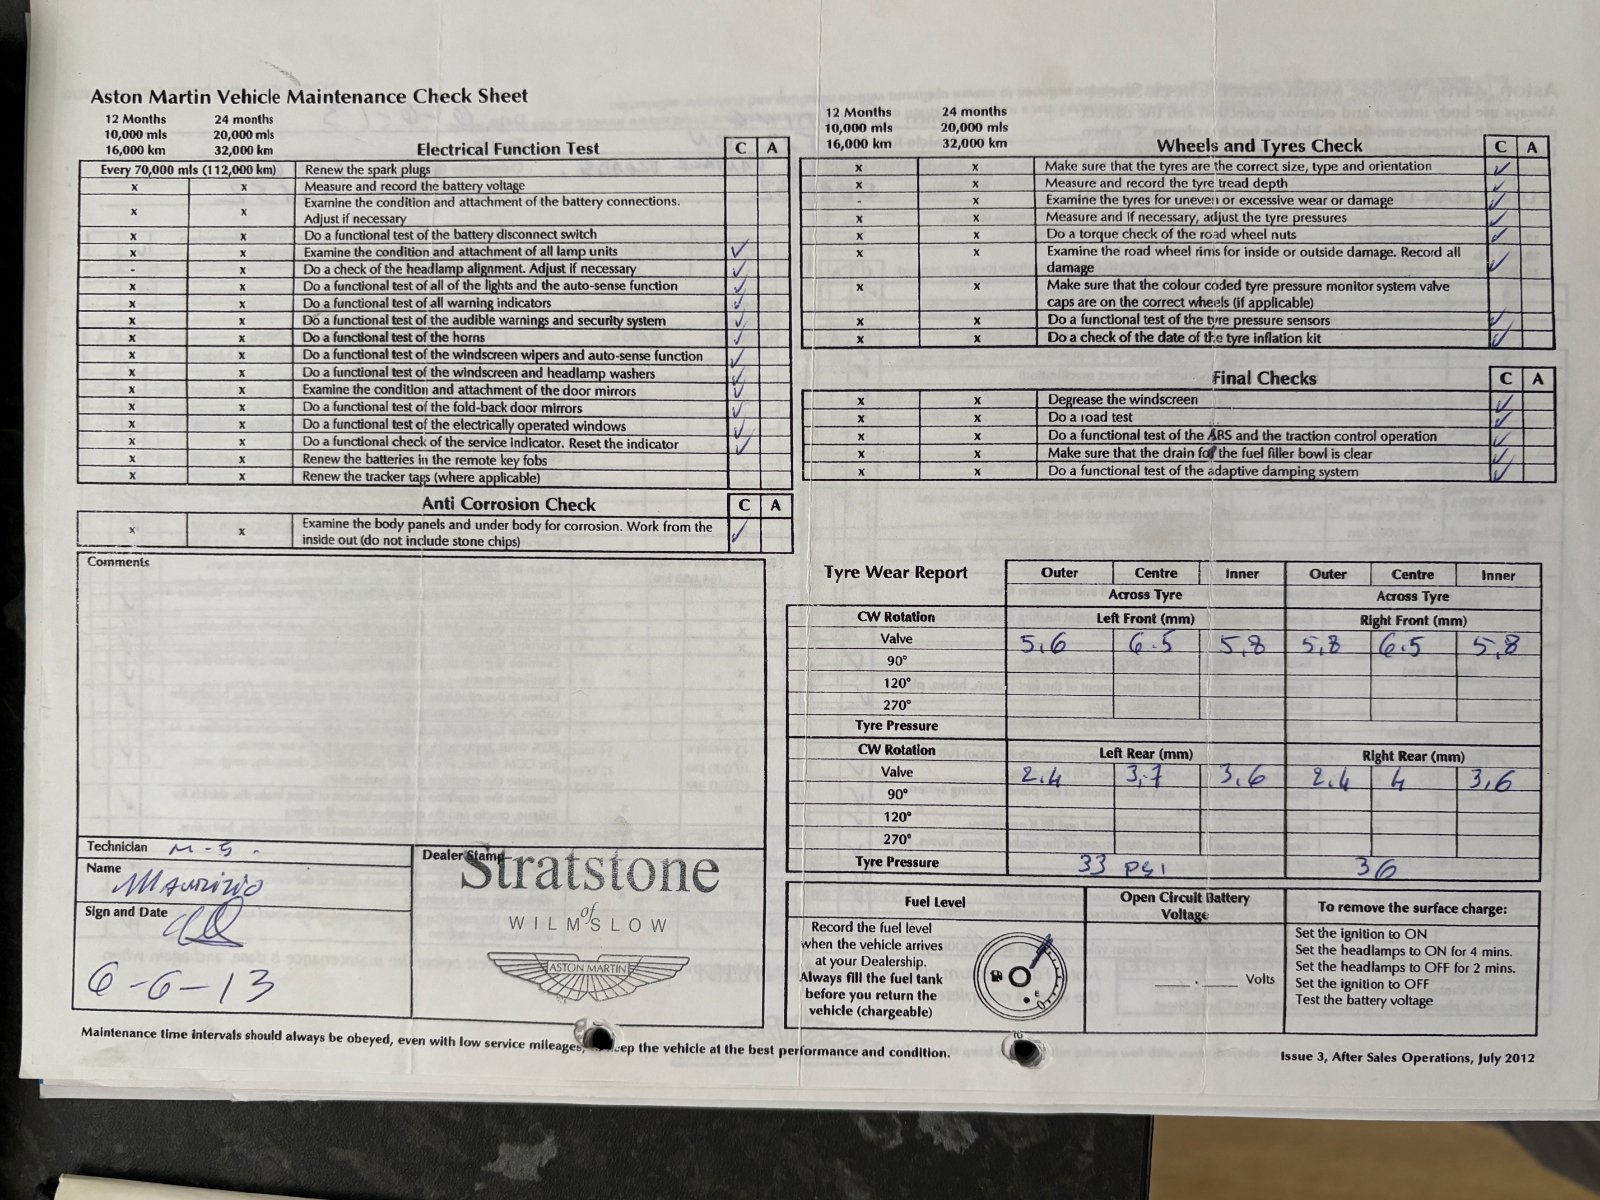 Aston Martin Vehicle Maintenance Check Sheet
12 Months 24 months
10,000 mls 20,000 mls
16,000 km 32,000 km Electrical Function Test C A
Every 70,000 mls (112,000 km) Renew the spark plugs
x x Measure and record the battery voltage
x x Examine the condition and attachment of the battery connections.
Adjust if necessary
x x Do a functional test of the battery disconnect switch
x x Examine the condition and attachment of all lamp units ✓
- x Do a check of the headlamp alignment. Adjust if necessary ✓
x x Do a functional test of all of the lights and the auto-sense function ✓
x x Do a functional test of all warning indicators ✓
x x Do a functional test of the audible warnings and security system ✓
x x Do a functional test of the horns ✓
x x Do a functional test of the windscreen wipers and auto-sense function ✓
x x Do a functional test of the windscreen and headlamp washers ✓
x x Examine the condition and attachment of the door mirrors ✓
x x Do a functional test of the fold-back door mirrors ✓
x x Do a functional test of the electrically operated windows ✓
x x Do a functional check of the service indicator. Reset the indicator ✓
x x Renew the batteries in the remote key fobs
x x Renew the tracker tags (where applicable)
Anti Corrosion Check C A
x x Examine the body panels and under body for corrosion. Work from the
inside out (do not include stone chips) ✓
Comments
Technician M-G.
Name
Maurizio
Sign and Date
6-6-13
Dealer Stamp
Stratstone
of
WILMSLOW
ASTON MARTIN
12 Months 24 months
10,000 mls 20,000 mls
16,000 km 32,000 km Wheels and Tyres Check C A
x x Make sure that the tyres are the correct size, type and orientation ✓
x x Measure and record the tyre tread depth ✓
- x Examine the tyres for uneven or excessive wear or damage ✓
x x Measure and if necessary, adjust the tyre pressures ✓
x x Do a torque check of the road wheel nuts ✓
x x Examine the road wheel rims for inside or outside damage. Record all
damage ✓
x x Make sure that the colour coded tyre pressure monitor system valve
caps are on the correct wheels (if applicable)
x x Do a functional test of the tyre pressure sensors ✓
x x Do a check of the date of the tyre inflation kit ✓
Final Checks C A
x x Degrease the windscreen ✓
x x Do a road test ✓
x x Do a functional test of the ABS and the traction control operation ✓
x x Make sure that the drain for the fuel filler bowl is clear ✓
x x Do a functional test of the adaptive damping system ✓
Tyre Wear Report Outer Centre Inner Outer Centre Inner
Across Tyre Across Tyre
CW Rotation Left Front (mm) Right Front (mm)
Valve 5.6 6.5 5,8 5,8 6.5 5,8
90°
120°
270°
Tyre Pressure
CW Rotation Left Rear (mm) Right Rear (mm)
Valve 2.4 3,7 3,6 2.4 4 3,6
90°
120°
270°
Tyre Pressure 33 PSI 36
Fuel Level
Record the fuel level
when the vehicle arrives
at your Dealership.
Always fill the fuel tank
before you return the
vehicle (chargeable)
Open Circuit Battery
Voltage
___ . ___ Volts
To remove the surface charge:
Set the ignition to ON
Set the headlamps to ON for 4 mins.
Set the headlamps to OFF for 2 mins.
Set the ignition to OFF
Test the battery voltage
Maintenance time intervals should always be obeyed, even with low service mileages, keep the vehicle at the best performance and condition.
Issue 3, After Sales Operations, July 2012